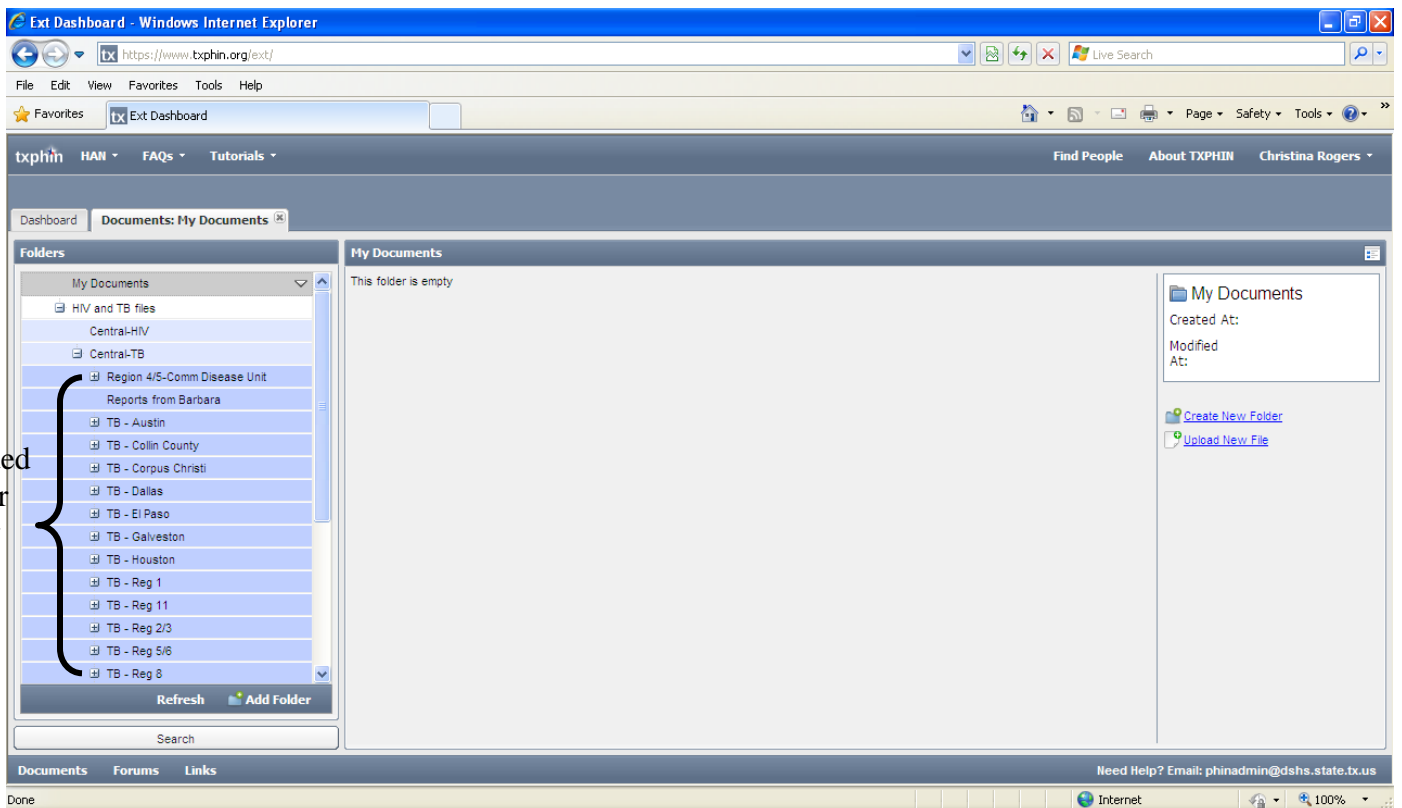 Ext Dashboard - Windows Internet Explorer
tx https://www.txphin.org/ext/
Live Search
File Edit View Favorites Tools Help
Favorites tx Ext Dashboard
Page Safety Tools »
txphin HAN FAQs Tutorials Find People About TXPHIN Christina Rogers
Dashboard Documents: My Documents
Folders
My Documents
HIV and TB files
Central-HIV
Central-TB
Region 4/5-Comm Disease Unit
Reports from Barbara
TB - Austin
TB - Collin County
TB - Corpus Christi
TB - Dallas
TB - El Paso
TB - Galveston
TB - Houston
TB - Reg 1
TB - Reg 11
TB - Reg 2/3
TB - Reg 5/6
TB - Reg 8
Refresh Add Folder
Search
ed
r
My Documents
This folder is empty
My Documents
Created At:
Modified
At:
Create New Folder
Upload New File
Documents Forums Links Need Help? Email: phinadmin@dshs.state.tx.us
Done Internet 100%